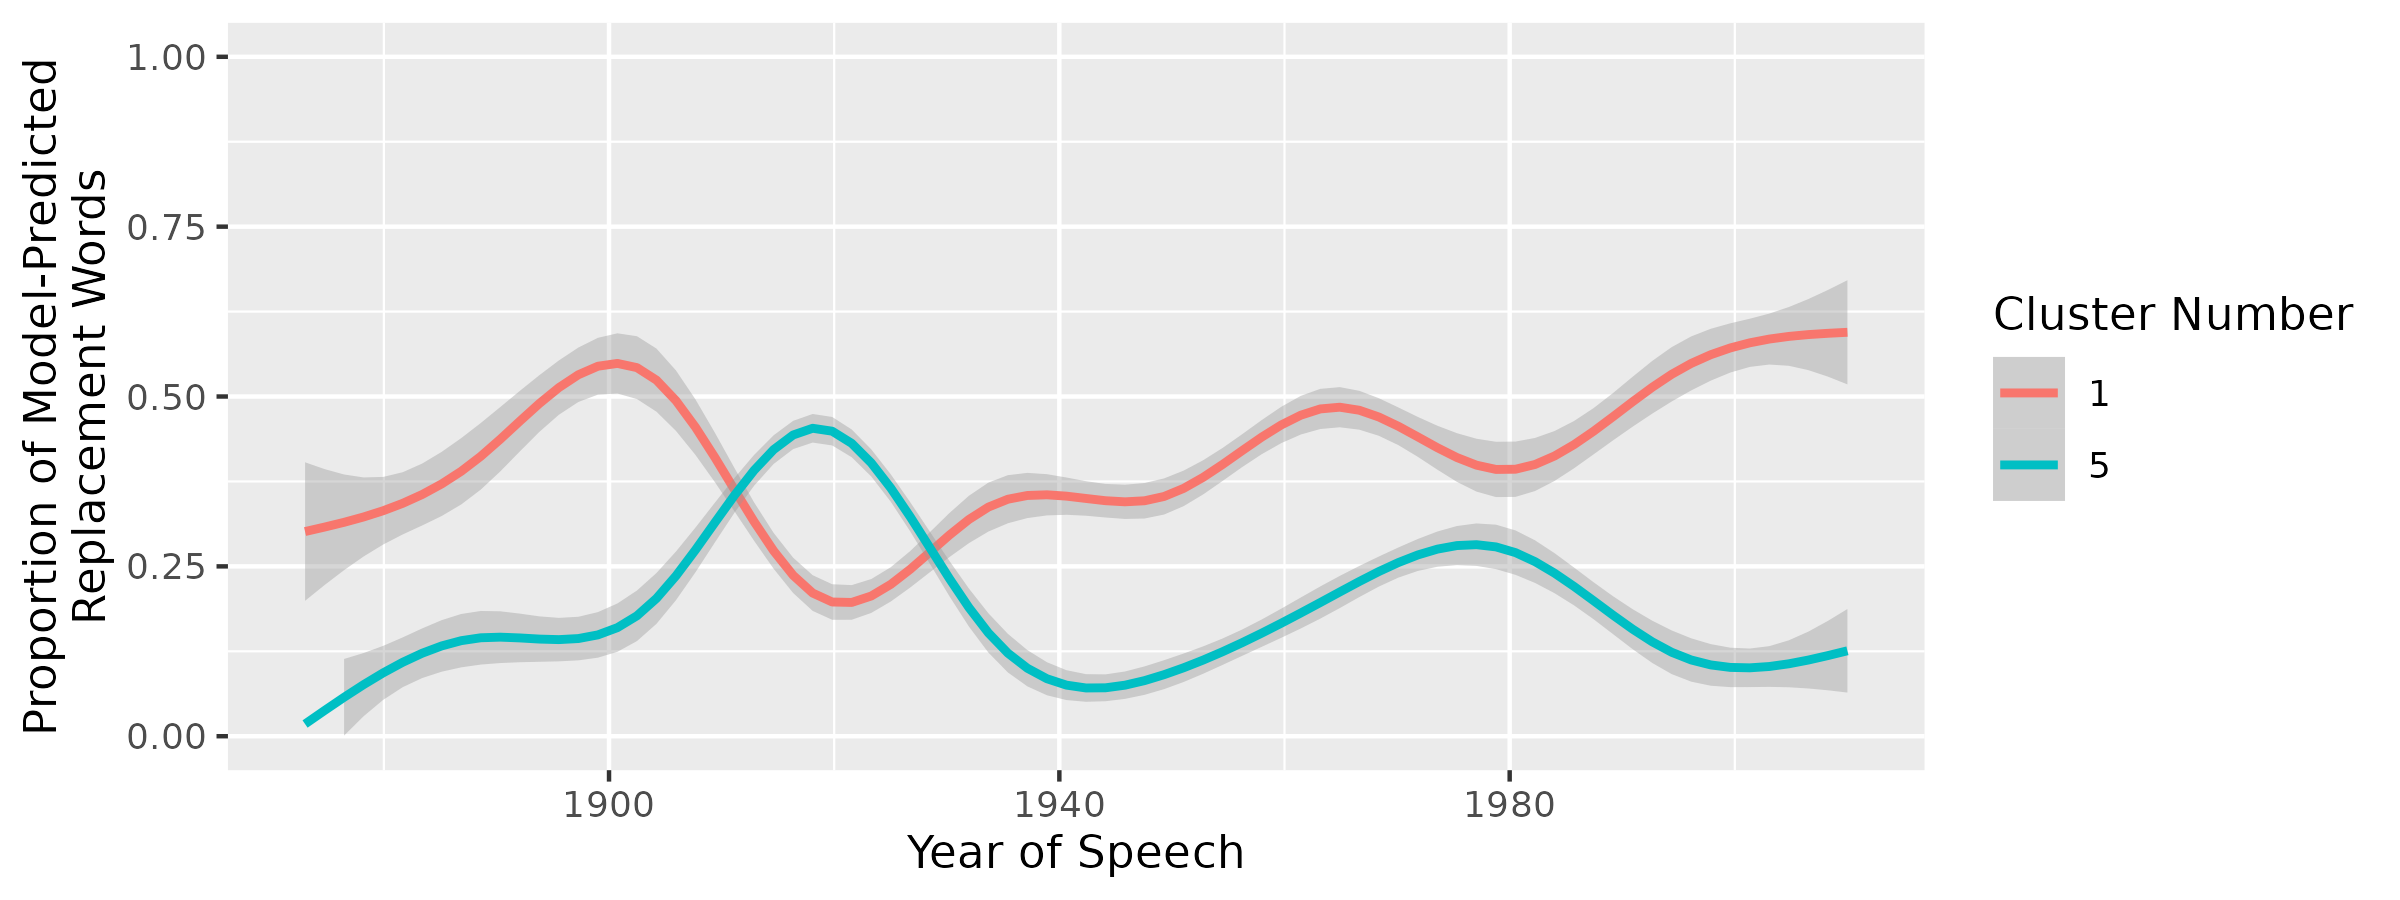 Proportion of Model-Predicted
Replacement Words
1.00
0.75
0.50
0.25
0.00
1900
1940
1980
Year of Speech
Cluster Number
1
5